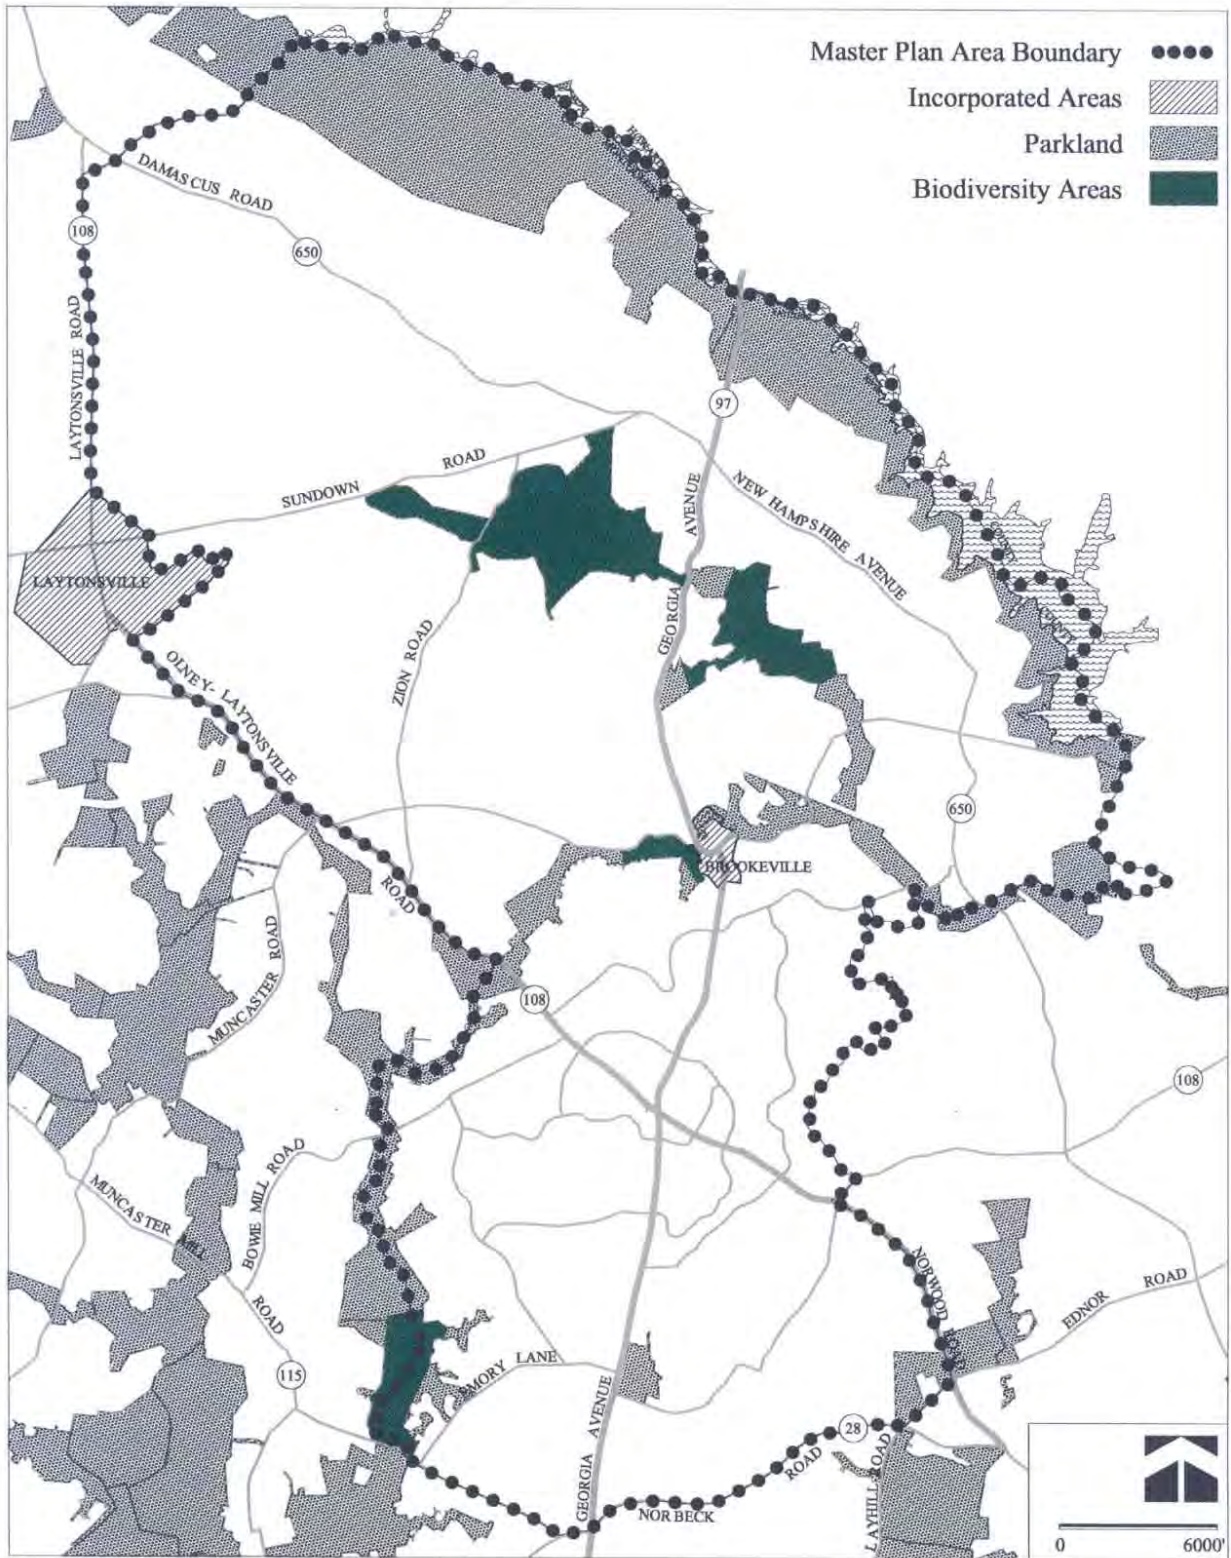 Master Plan Area Boundary
Incorporated Areas
Parkland
Biodiversity Areas
DAMASCUS ROAD
108
650
LAYTONSVILLE ROAD
97
SUNDOWN ROAD
GEORGIA AVENUE
NEW HAMPSHIRE AVENUE
LAYTONSVILLE
ZION ROAD
OLNEY-LAYTONSVILLE ROAD
650
BROOKEVILLE
MUNCASTER ROAD
108
108
BOWIE MILL ROAD
MUNCASTER MILL ROAD
NORWOOD ROAD
EDNOR ROAD
115
EMORY LANE
GEORGIA AVENUE
28
NORBECK ROAD
LAYHILL ROAD
0 6000'